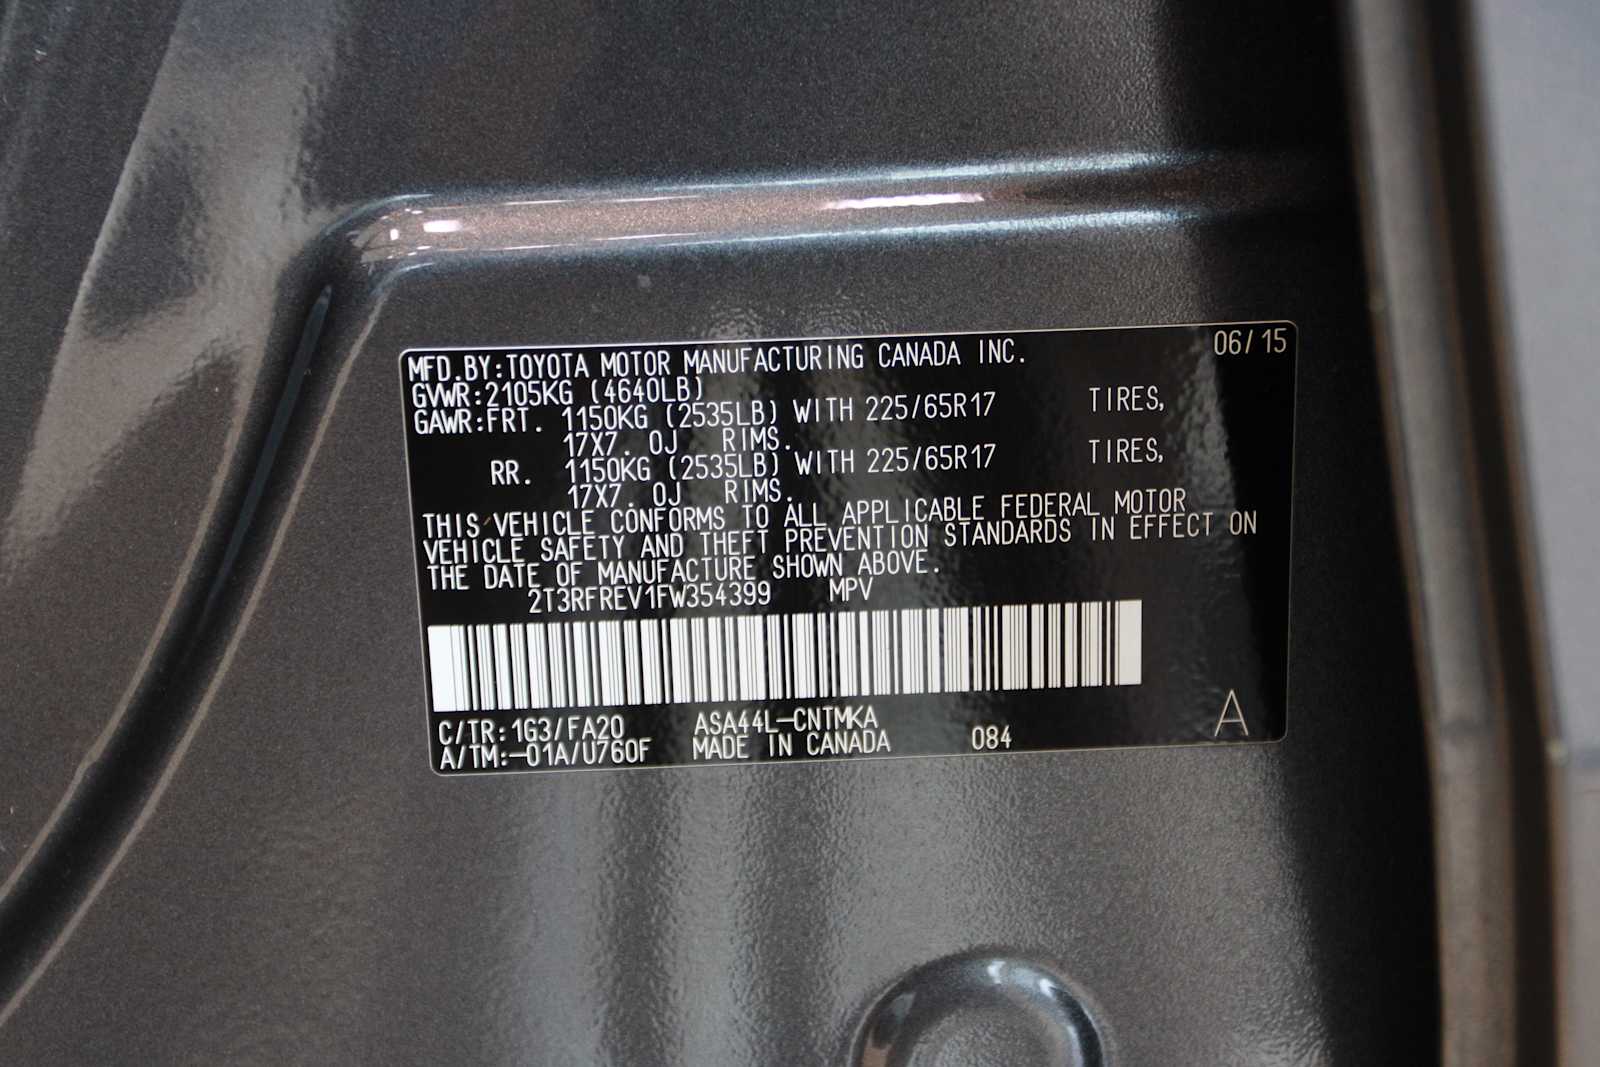 MFD.BY:TOYOTA MOTOR MANUFACTURING CANADA INC. 06/15
GVWR:2105KG (4640LB)
GAWR:FRT. 1150KG (2535LB) WITH 225/65R17 TIRES,
17X7.0J RIMS.
RR. 1150KG (2535LB) WITH 225/65R17 TIRES,
17X7.0J RIMS.
THIS VEHICLE CONFORMS TO ALL APPLICABLE FEDERAL MOTOR
VEHICLE SAFETY AND THEFT PREVENTION STANDARDS IN EFFECT ON
THE DATE OF MANUFACTURE SHOWN ABOVE.
2T3RFREV1FW354399 MPV
C/TR:1G3/FA20 ASA44L-CNTMKA
A/TM:-01A/U760F MADE IN CANADA 084 A